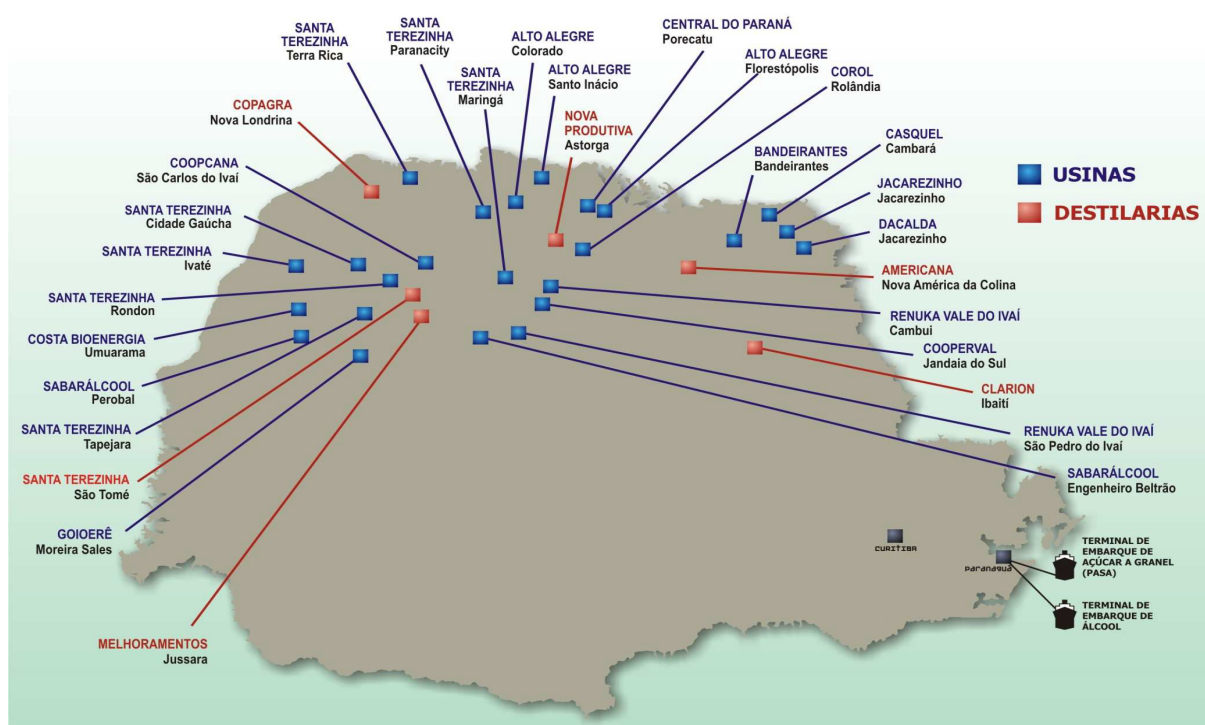 SANTA
TEREZINHA
Terra Rica
SANTA
TEREZINHA
Paranacity
ALTO ALEGRE
Colorado
CENTRAL DO PARANÁ
Porecatu
ALTO ALEGRE
Florestópolis
ALTO ALEGRE
Santo Inácio
SANTA
TEREZINHA
Maringá
COROL
Rolândia
COPAGRA
Nova Londrina
NOVA
PRODUTIVA
Astorga
CASQUEL
Cambará
BANDEIRANTES
Bandeirantes
COOPCANA
São Carlos do Ivaí
USINAS
JACAREZINHO
Jacarezinho
DESTILARIAS
SANTA TEREZINHA
Cidade Gaúcha
DACALDA
Jacarezinho
SANTA TEREZINHA
Ivaté
AMERICANA
Nova América da Colina
SANTA TEREZINHA
Rondon
RENUKA VALE DO IVAÍ
Cambui
COSTA BIOENERGIA
Umuarama
COOPERVAL
Jandaia do Sul
SABARÁLCOOL
Perobal
CLARION
Ibaití
SANTA TEREZINHA
Tapejara
RENUKA VALE DO IVAÍ
São Pedro do Ivaí
SANTA TEREZINHA
São Tomé
SABARÁLCOOL
Engenheiro Beltrão
GOIOERÊ
Moreira Sales
CURITIBA
Paranaguá
TERMINAL DE
EMBARQUE DE
AÇÚCAR A GRANEL
(PASA)
TERMINAL DE
EMBARQUE DE
ÁLCOOL
MELHORAMENTOS
Jussara